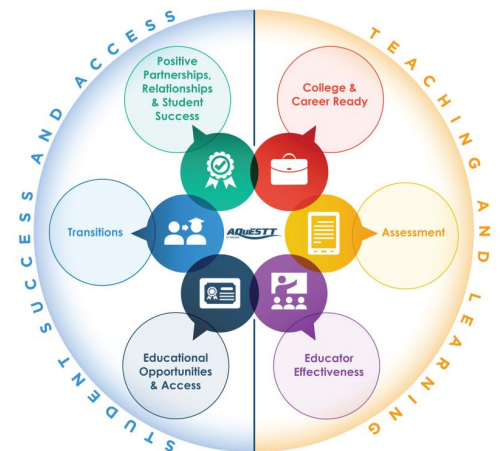 STUDENT SUCCESS AND ACCESS
TEACHING AND LEARNING
Positive
Partnerships,
Relationships
& Student
Success
College &
Career Ready
Transitions
AQuESTT
Assessment
Educational
Opportunities
& Access
Educator
Effectiveness